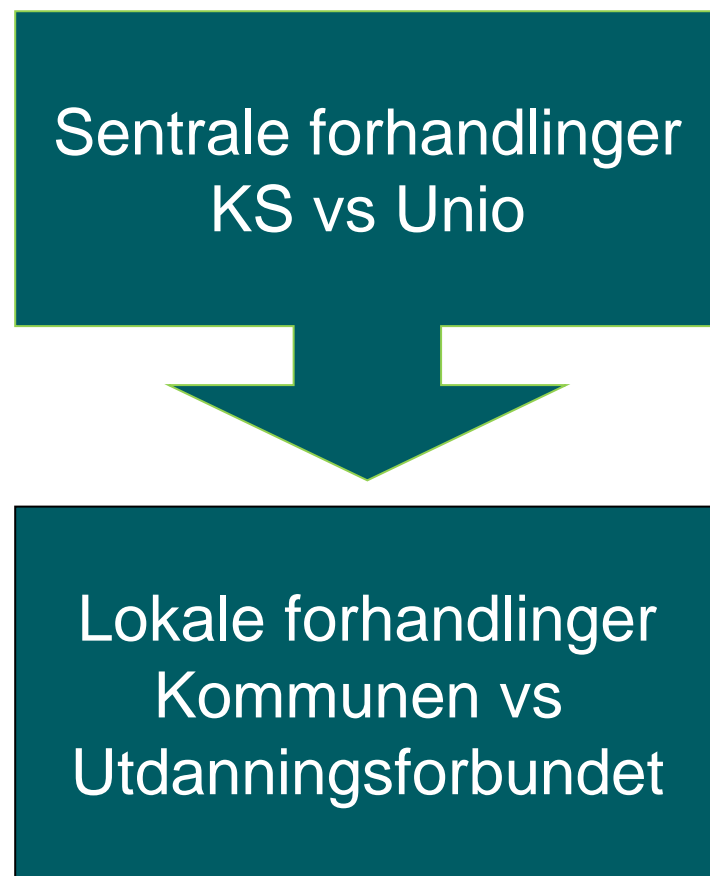 Sentrale forhandlinger
KS vs Unio
Lokale forhandlinger
Kommunen vs
Utdanningsforbundet